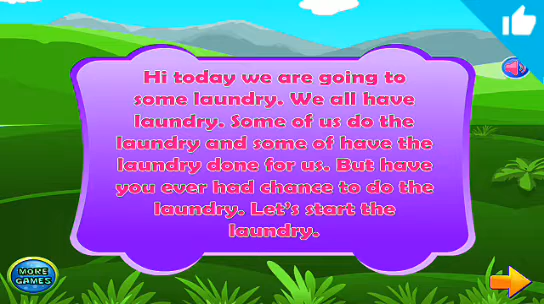 Hi today we are going to
some laundry. We all have
laundry. Some of us do the
laundry and some of have the
laundry done for us. But have
you ever had chance to do the
laundry. Let's start the
laundry.
MORE
GAMES